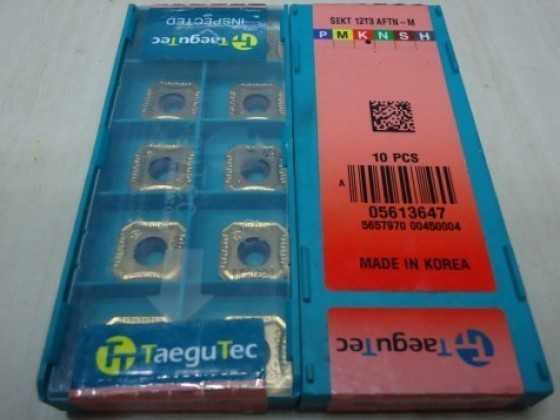 TaeguTec
INSPECTED
TaeguTec
SEKT 12T3 AFTN-M
P M K N S H
10 PCS
A
05613647
5657970 00450004
MADE IN KOREA
TaeguTec